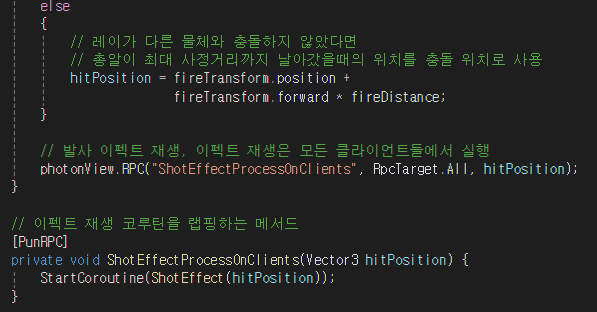 else
{
// 레이가 다른 물체와 충돌하지 않았다면
// 총알이 최대 사정거리까지 날아갔을때의 위치를 충돌 위치로 사용
hitPosition = fireTransform.position +
fireTransform.forward * fireDistance;
}
// 발사 이펙트 재생, 이펙트 재생은 모든 클라이언트들에서 실행
photonView.RPC("ShotEffectProcessOnClients", RpcTarget.All, hitPosition);
}
// 이펙트 재생 코루틴을 랩핑하는 메서드
[PunRPC]
private void ShotEffectProcessOnClients(Vector3 hitPosition) {
StartCoroutine(ShotEffect(hitPosition));
}